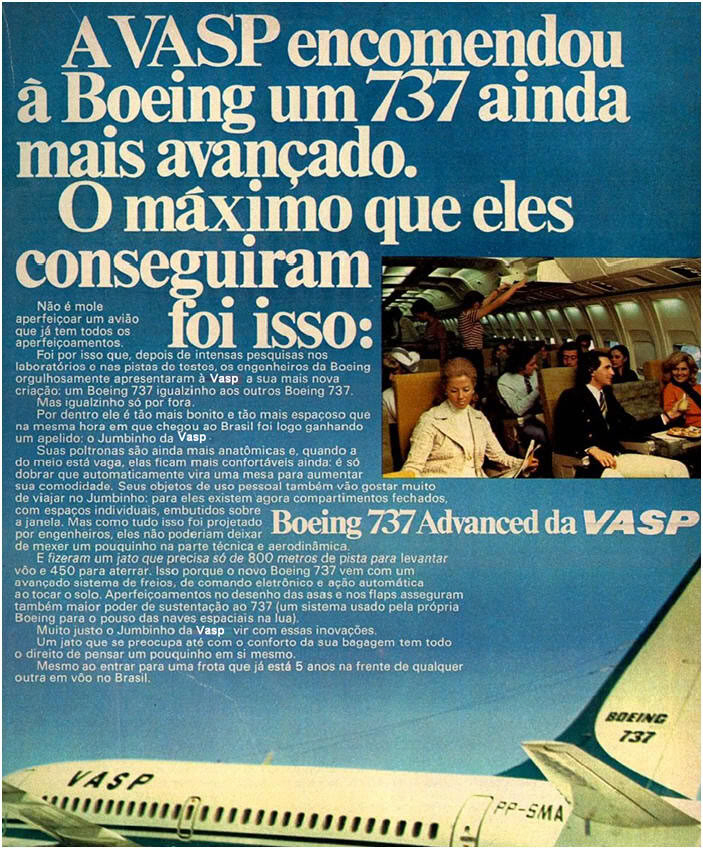 A VASP encomendou
à Boeing um 737 ainda
mais avançado.
O máximo que eles
conseguiram
foi isso:
Não é mole
aperfeiçoar um avião
que já tem todos os
aperfeiçoamentos.
Foi por isso que, depois de intensas pesquisas nos
laboratórios e nas pistas de testes, os engenheiros da Boeing
orgulhosamente apresentaram à Vasp a sua mais nova
criação: um Boeing 737 igualzinho aos outros Boeing 737.
Mas igualzinho só por fora.
Por dentro ele é tão mais bonito e tão mais espaçoso que
na mesma hora em que chegou ao Brasil foi logo ganhando
um apelido: o Jumbinho da Vasp.
Suas poltronas são ainda mais anatômicas e, quando a
do meio está vaga, elas ficam mais confortáveis ainda: é só
dobrar que automaticamente vira uma mesa para aumentar
sua comodidade. Seus objetos de uso pessoal também vão gostar muito
de viajar no Jumbinho: para eles existem agora compartimentos fechados,
com espaços individuais, embutidos sobre
a janela. Mas como tudo isso foi projetado
por engenheiros, eles não poderiam deixar
de mexer um pouquinho na parte técnica e aerodinâmica.
E fizeram um jato que precisa só de 800 metros de pista para levantar
vôo e 450 para aterrar. Isso porque o novo Boeing 737 vem com um
avançado sistema de freios, de comando eletrônico e ação automática
ao tocar o solo. Aperfeiçoamentos no desenho das asas e nos flaps asseguram
também maior poder de sustentação ao 737 (um sistema usado pela própria
Boeing para o pouso das naves espaciais na lua).
Muito justo o Jumbinho da Vasp vir com essas inovações.
Um jato que se preocupa até com o conforto da sua bagagem tem todo
o direito de pensar um pouquinho em si mesmo.
Mesmo ao entrar para uma frota que já está 5 anos na frente de qualquer
outra em vôo no Brasil.
Boeing 737 Advanced da VASP
BOEING
737
VASP
PP-SMA